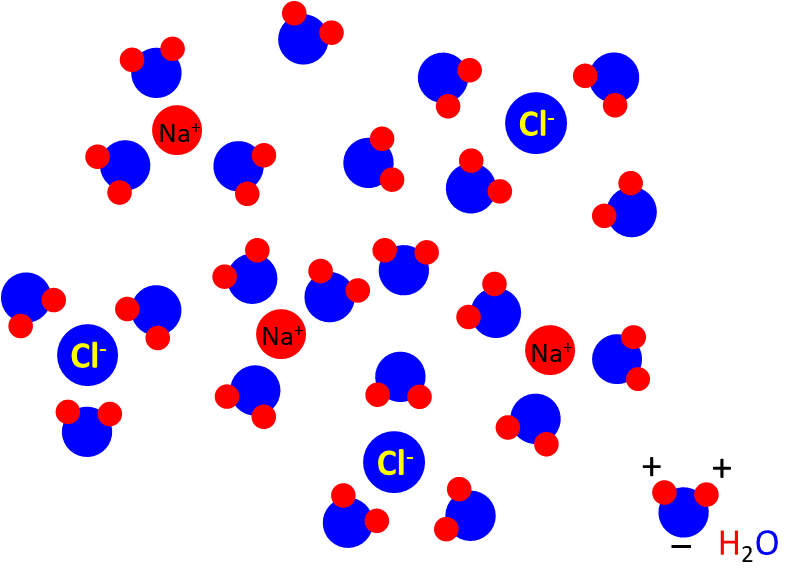 Na⁺
Cl⁻
Na⁺
Cl⁻
Na⁺
Cl⁻
+ +
−
H₂O